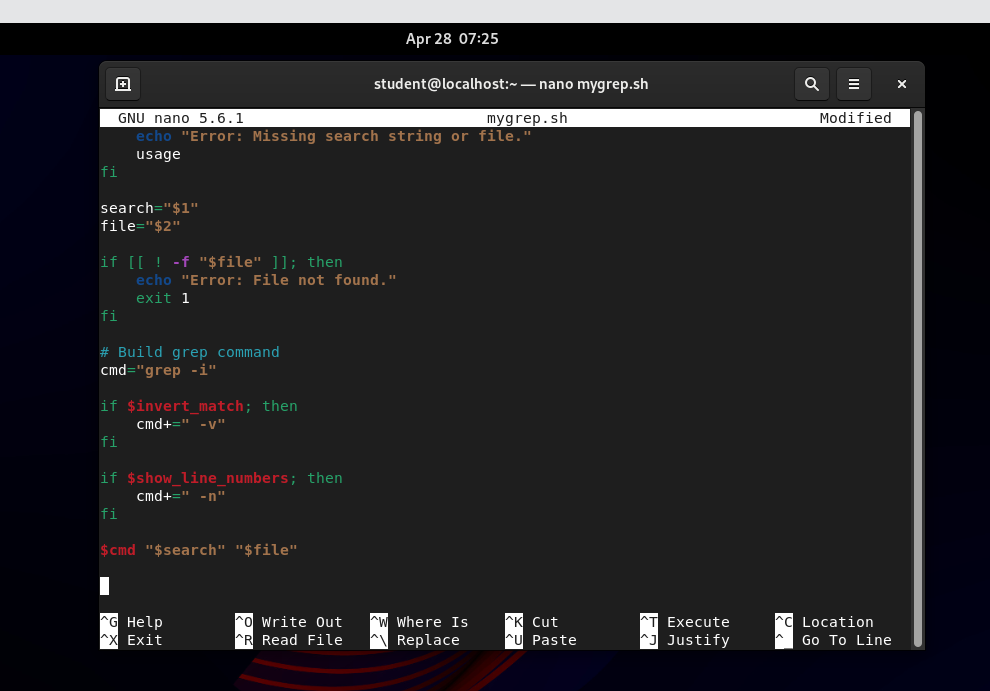 Apr 28 07:25
student@localhost:~ — nano mygrep.sh
GNU nano 5.6.1 mygrep.sh Modified
    echo "Error: Missing search string or file."
    usage
fi
search="$1"
file="$2"
if [[ ! -f "$file" ]]; then
    echo "Error: File not found."
    exit 1
fi
# Build grep command
cmd="grep -i"
if $invert_match; then
    cmd+=" -v"
fi
if $show_line_numbers; then
    cmd+=" -n"
fi
$cmd "$search" "$file"
^G Help ^O Write Out ^W Where Is ^K Cut ^T Execute ^C Location
^X Exit ^R Read File ^\ Replace ^U Paste ^J Justify ^_ Go To Line